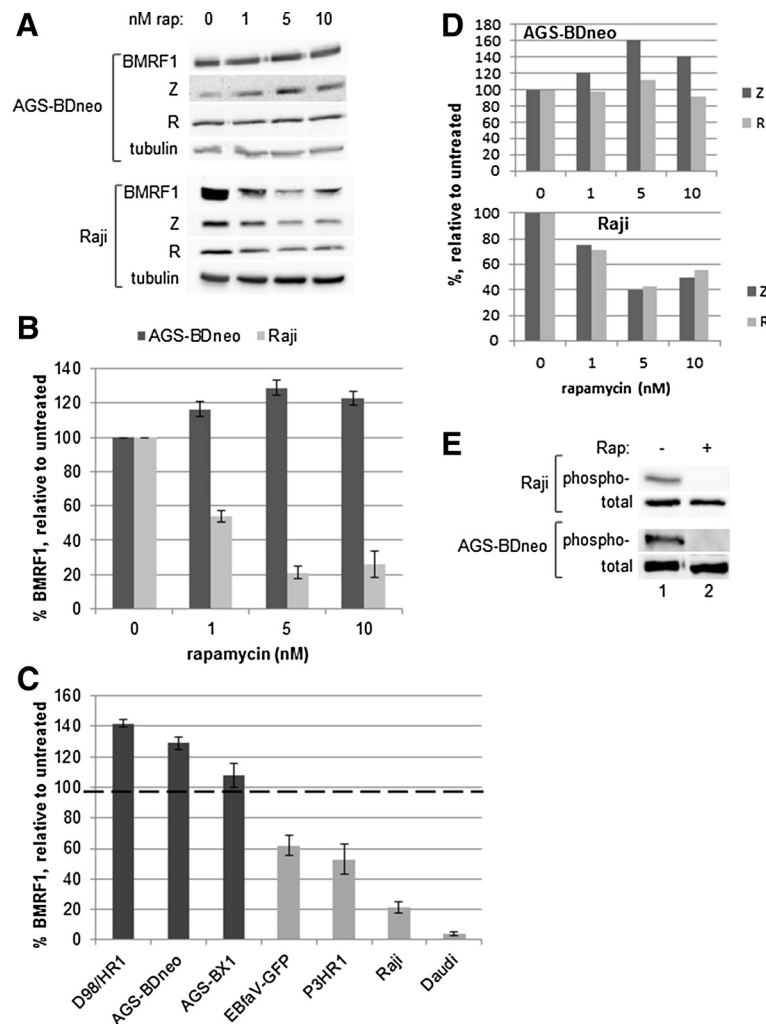 A
nM rap: 0 1 5 10
AGS-BDneo
BMRF1
Z
R
tubulin
Raji
BMRF1
Z
R
tubulin
B
AGS-BDneo Raji
% BMRF1, relative to untreated
140
120
100
80
60
40
20
0
0 1 5 10
rapamycin (nM)
C
% BMRF1, relative to untreated
160
140
120
100
80
60
40
20
0
D98/HR1 AGS-BDneo AGS-BX1 EBfaV-GFP P3HR1 Raji Daudi
D
AGS-BDneo
180
160
140
120
100
80
60
40
20
0
0 1 5 10
Z
R
%, relative to untreated
Raji
100
80
60
40
20
0
0 1 5 10
rapamycin (nM)
Z
R
E
Rap: - +
Raji
phospho-
total
AGS-BDneo
phospho-
total
1 2